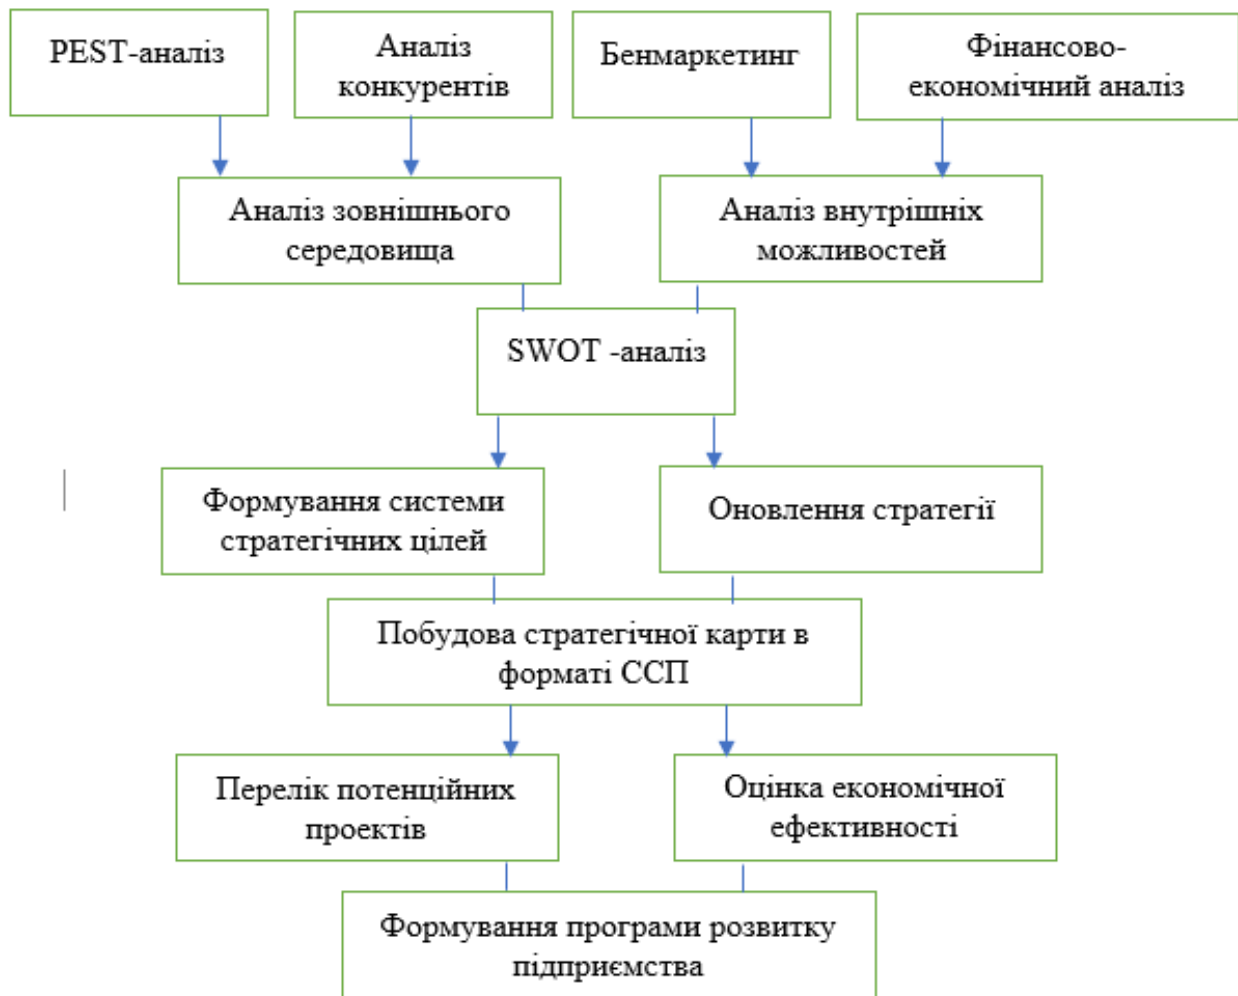 PEST-аналіз
Аналіз
конкурентів
Бенмаркетинг
Фінансово-
економічний аналіз
Аналіз зовнішнього
середовища
Аналіз внутрішніх
можливостей
SWOT -аналіз
Формування системи
стратегічних цілей
Оновлення стратегії
Побудова стратегічної карти в
форматі ССП
Перелік потенційних
проектів
Оцінка економічної
ефективності
Формування програми розвитку
підприємства